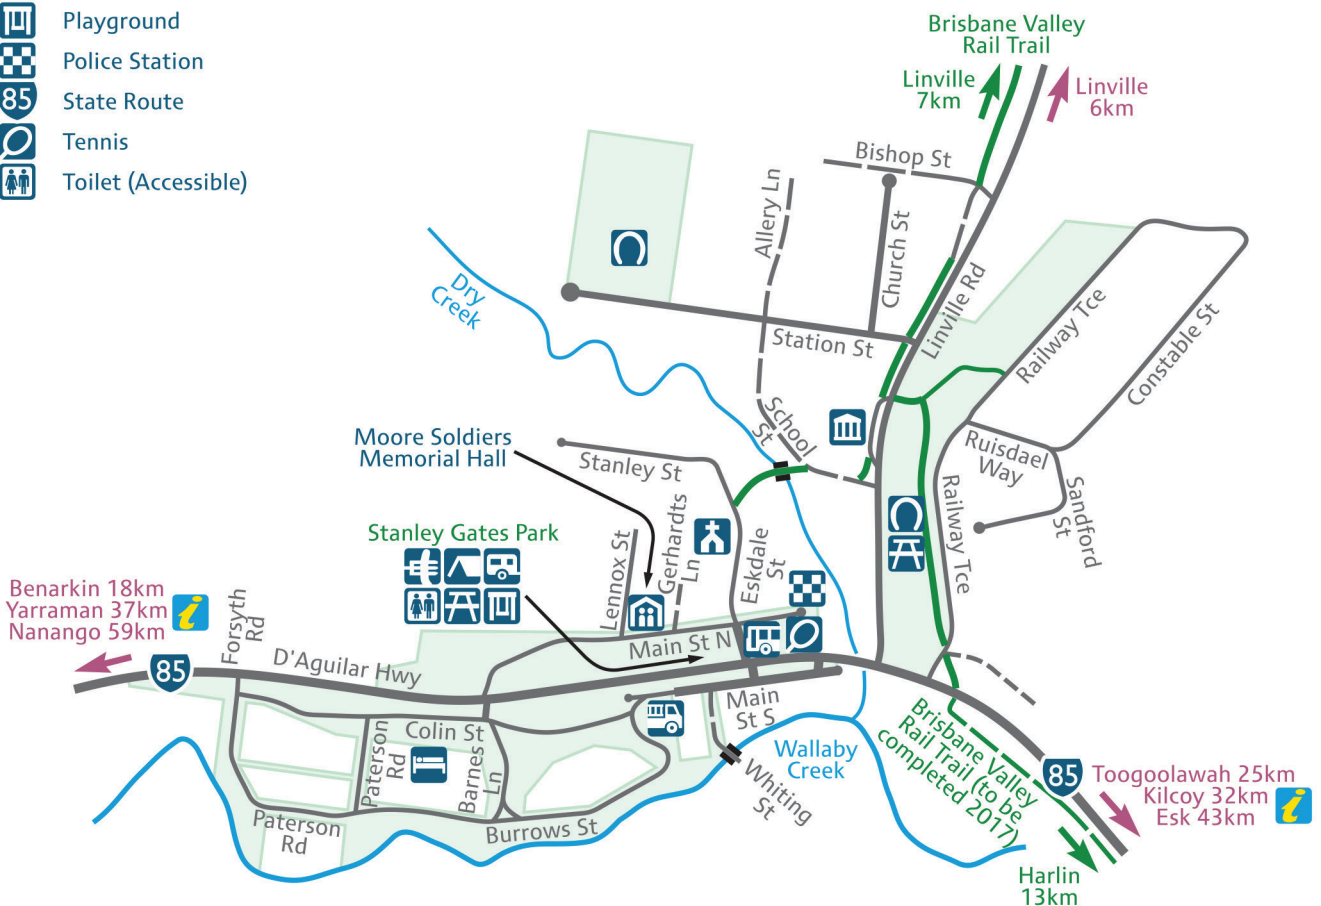 Playground
Police Station
85
State Route
Tennis
Toilet (Accessible)
Brisbane Valley
Rail Trail
Linville
7km
Linville
6km
Bishop St
Allery Ln
Church St
Linville Rd
Dry
Creek
Station St
Railway Tce
Constable St
School
St
Moore Soldiers
Memorial Hall
Stanley St
Ruisdael
Way
Sandford
St
Railway Tce
Stanley Gates Park
Lennox St
Gerhardts
Ln
Eskdale
St
Benarkin 18km
Yarraman 37km
Nanango 59km
i
85
Forsyth
Rd
D'Aguilar Hwy
Main St N
Main
St S
Colin St
Paterson
Rd
Barnes
Ln
Paterson
Rd
Burrows St
Whiting
St
Wallaby
Creek
Brisbane Valley
Rail Trail (to be
completed 2017)
85
Toogoolawah 25km
Kilcoy 32km
Esk 43km
i
Harlin
13km